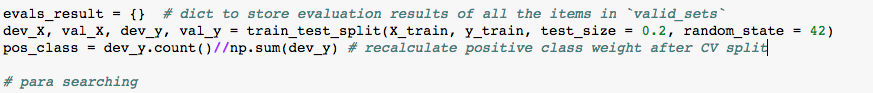 evals_result = {}  # dict to store evaluation results of all the items in `valid_sets`
dev_X, val_X, dev_y, val_y = train_test_split(X_train, y_train, test_size = 0.2, random_state = 42)
pos_class = dev_y.count()//np.sum(dev_y) # recalculate positive class weight after CV split
# para searching